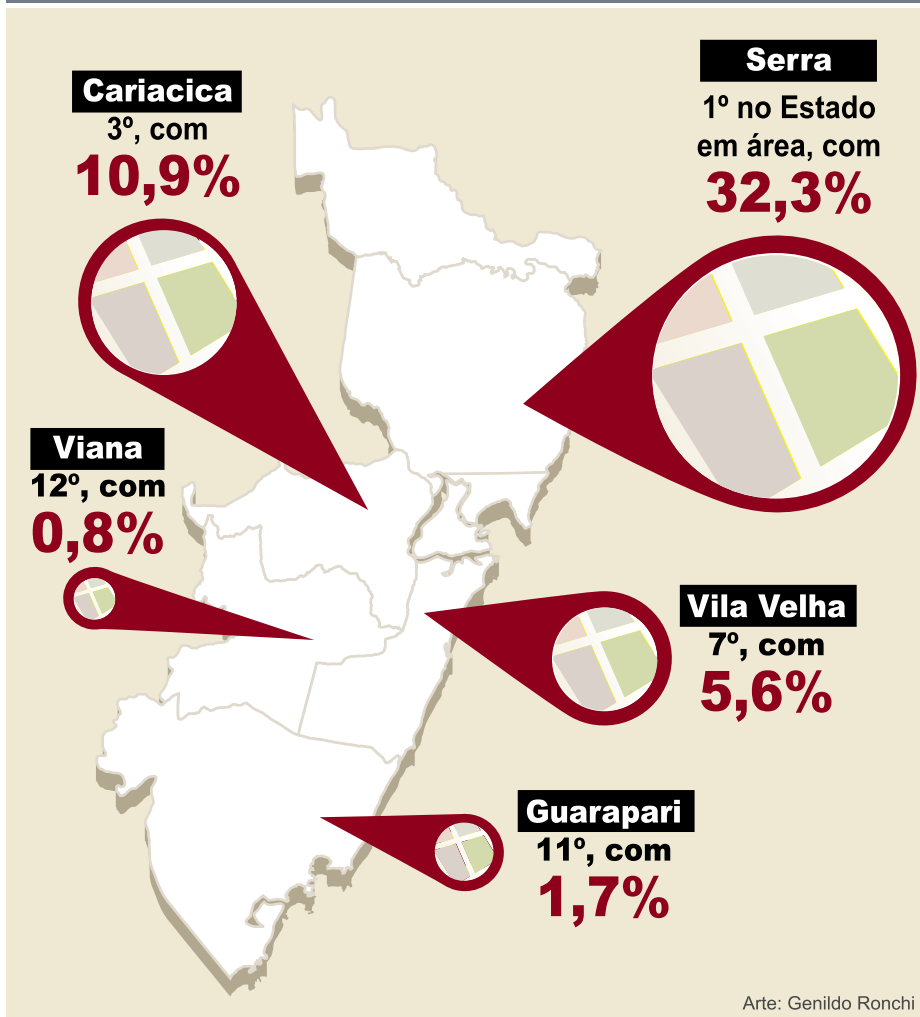 Cariacica
3º, com
10,9%
Serra
1º no Estado
em área, com
32,3%
Viana
12º, com
0,8%
Vila Velha
7º, com
5,6%
Guarapari
11º, com
1,7%
Arte: Genildo Ronchi